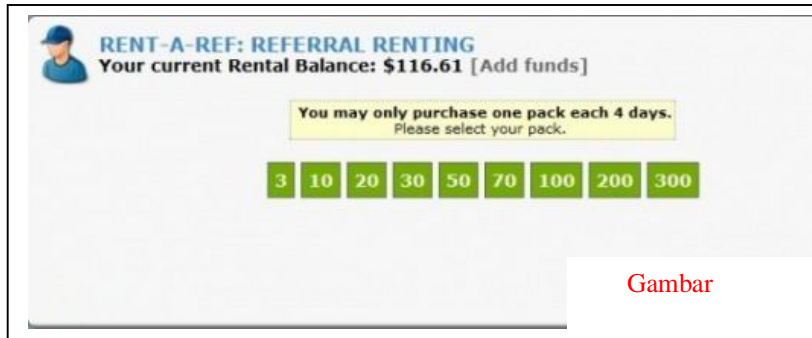 RENT-A-REF: REFERRAL RENTING
Your current Rental Balance: $116.61 [Add funds]
You may only purchase one pack each 4 days.
Please select your pack.
3 10 20 30 50 70 100 200 300
Gambar